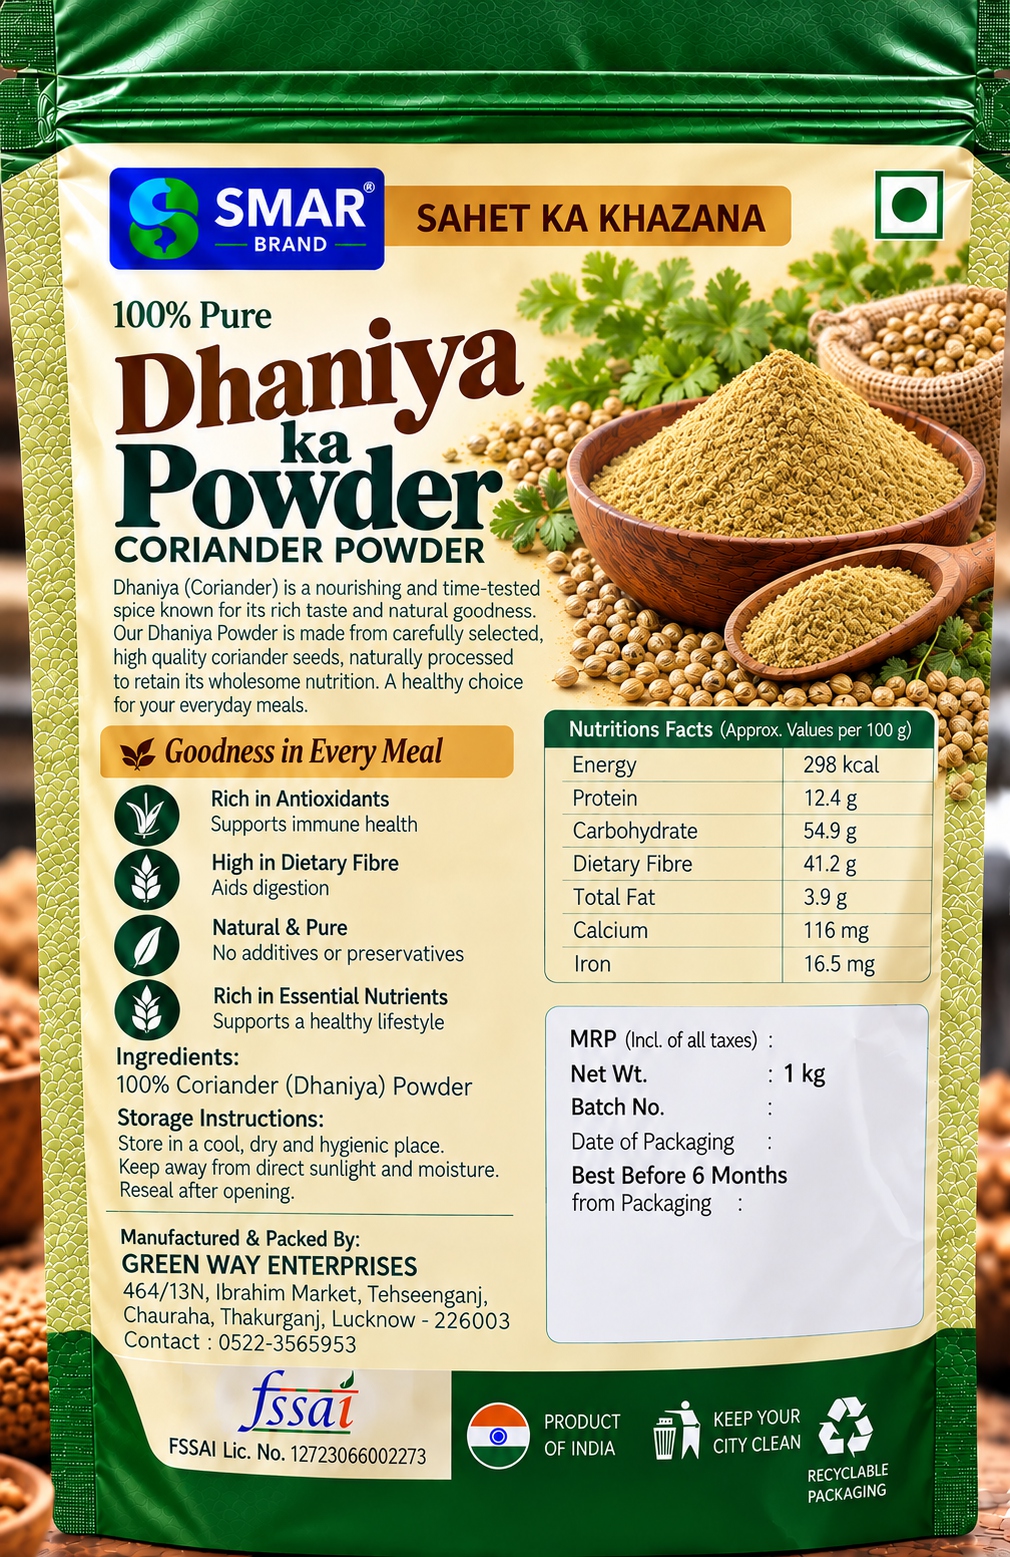 SMAR®
BRAND
SAHET KA KHAZANA
100% Pure
Dhaniya
ka
Powder
CORIANDER POWDER
Dhaniya (Coriander) is a nourishing and time-tested
spice known for its rich taste and natural goodness.
Our Dhaniya Powder is made from carefully selected,
high quality coriander seeds, naturally processed
to retain its wholesome nutrition. A healthy choice
for your everyday meals.
Goodness in Every Meal
Rich in Antioxidants
Supports immune health
High in Dietary Fibre
Aids digestion
Natural & Pure
No additives or preservatives
Rich in Essential Nutrients
Supports a healthy lifestyle
Ingredients:
100% Coriander (Dhaniya) Powder
Storage Instructions:
Store in a cool, dry and hygienic place.
Keep away from direct sunlight and moisture.
Reseal after opening.
Manufactured & Packed By:
GREEN WAY ENTERPRISES
464/13N, Ibrahim Market, Tehseenganj,
Chauraha, Thakurganj, Lucknow - 226003
Contact : 0522-3565953
Nutritions Facts (Approx. Values per 100 g)
Energy 298 kcal
Protein 12.4 g
Carbohydrate 54.9 g
Dietary Fibre 41.2 g
Total Fat 3.9 g
Calcium 116 mg
Iron 16.5 mg
MRP (Incl. of all taxes) :
Net Wt. : 1 kg
Batch No. :
Date of Packaging :
Best Before 6 Months
from Packaging :
fssai
FSSAI Lic. No. 12723066002273
PRODUCT
OF INDIA
KEEP YOUR
CITY CLEAN
RECYCLABLE
PACKAGING